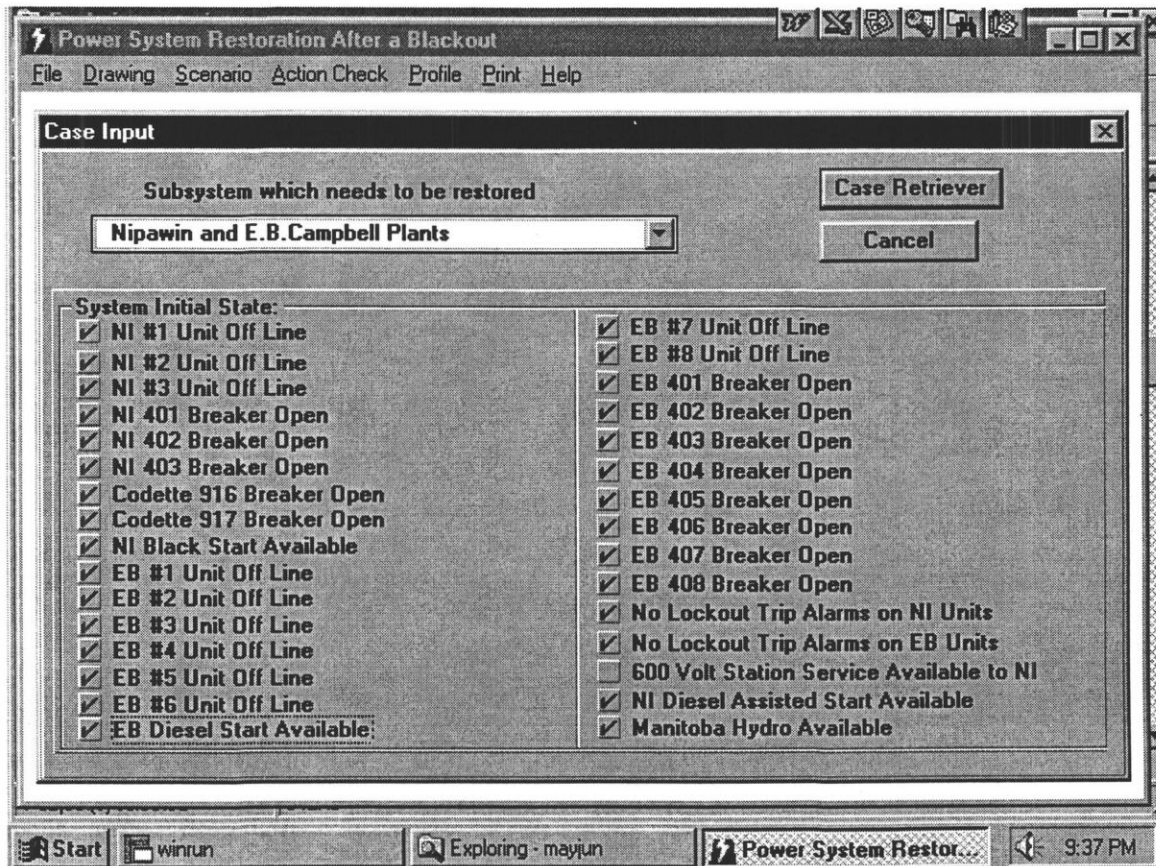 Power System Restoration After a Blackout
File Drawing Scenario Action Check Profile Print Help
Case Input
Subsystem which needs to be restored
Case Retriever
Nipawin and E.B.Campbell Plants
Cancel
System Initial State:
NI #1 Unit Off Line
NI #2 Unit Off Line
NI #3 Unit Off Line
NI 401 Breaker Open
NI 402 Breaker Open
NI 403 Breaker Open
Codette 916 Breaker Open
Codette 917 Breaker Open
NI Black Start Available
EB #1 Unit Off Line
EB #2 Unit Off Line
EB #3 Unit Off Line
EB #4 Unit Off Line
EB #5 Unit Off Line
EB #6 Unit Off Line
EB Diesel Start Available
EB #7 Unit Off Line
EB #8 Unit Off Line
EB 401 Breaker Open
EB 402 Breaker Open
EB 403 Breaker Open
EB 404 Breaker Open
EB 405 Breaker Open
EB 406 Breaker Open
EB 407 Breaker Open
EB 408 Breaker Open
No Lockout Trip Alarms on NI Units
No Lockout Trip Alarms on EB Units
600 Volt Station Service Available to NI
NI Diesel Assisted Start Available
Manitoba Hydro Available
Start winrun Exploring - mayjun Power System Restor... 9:37 PM